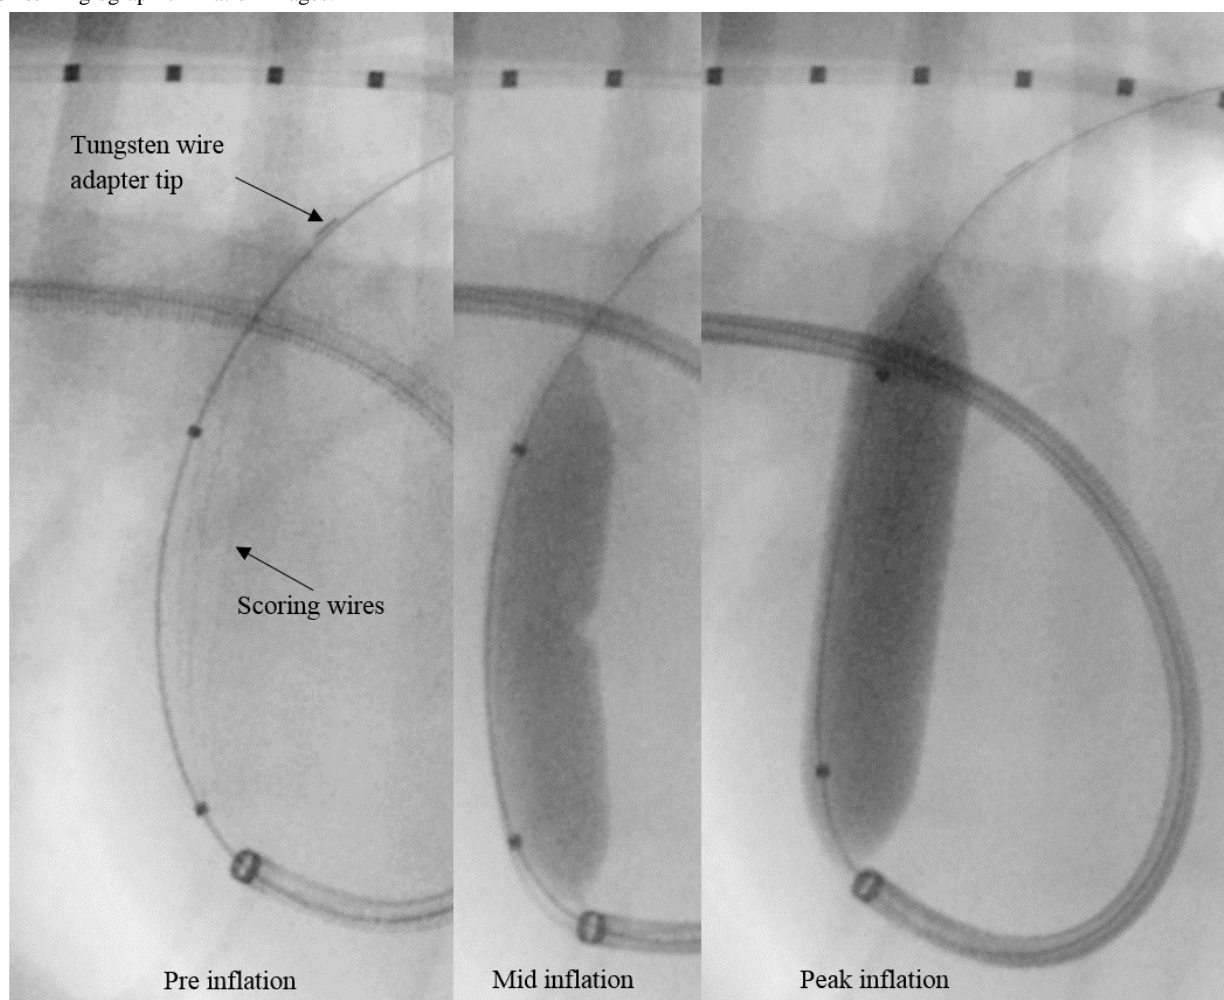 Tungsten wire
adapter tip
Scoring wires
Pre inflation
Mid inflation
Peak inflation